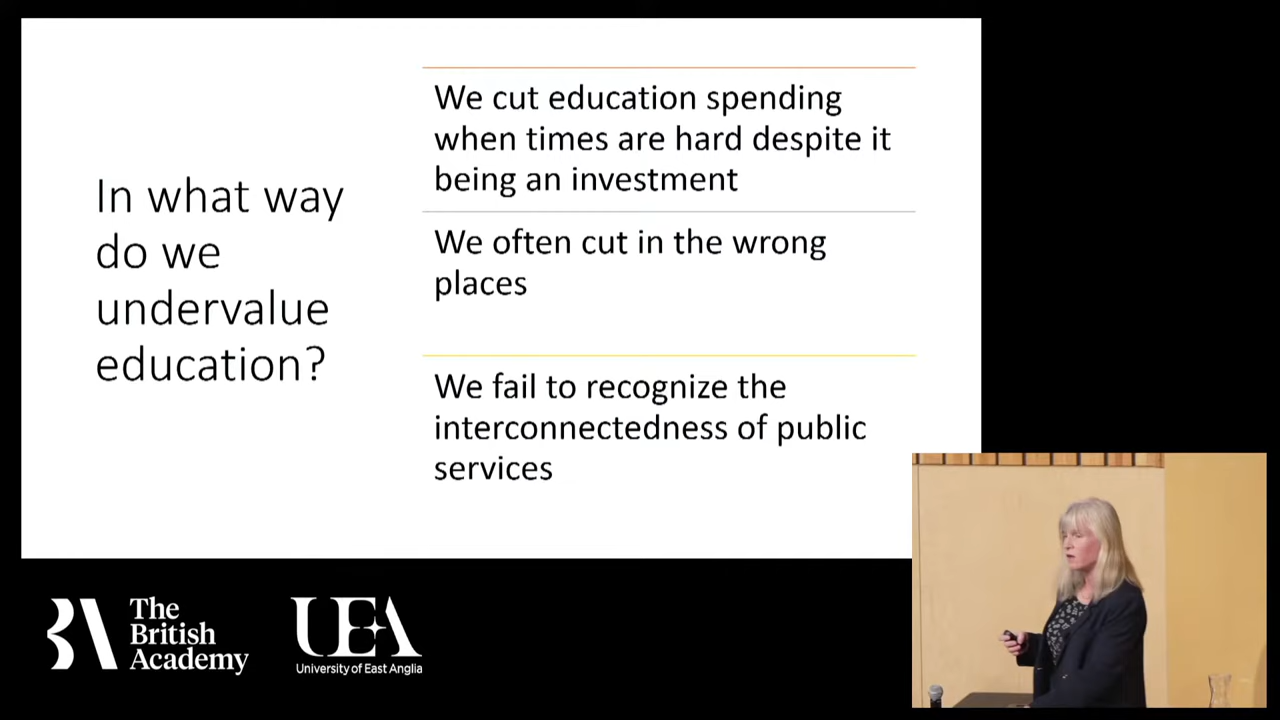 In what way
do we
undervalue
education?
We cut education spending
when times are hard despite it
being an investment
We often cut in the wrong
places
We fail to recognize the
interconnectedness of public
services
The
British
Academy
UEA
University of East Anglia